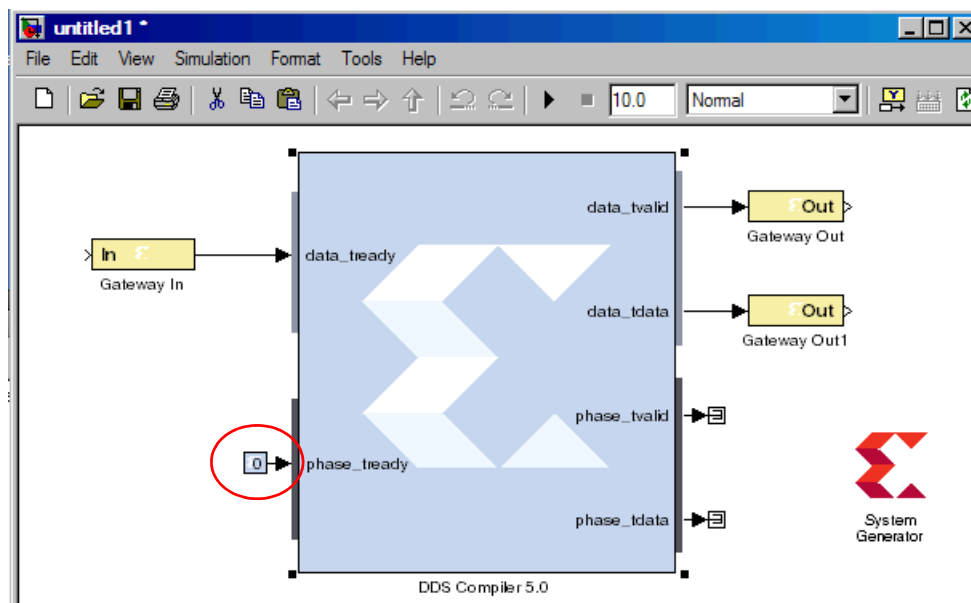 untitled1 *
File Edit View Simulation Format Tools Help
10.0 Normal
data_tvalid
Out
Gateway Out
In
data_tready
Gateway In
data_tdata
Out
Gateway Out1
phase_tvalid
0
phase_tready
phase_tdata
System
Generator
DDS Compiler 5.0